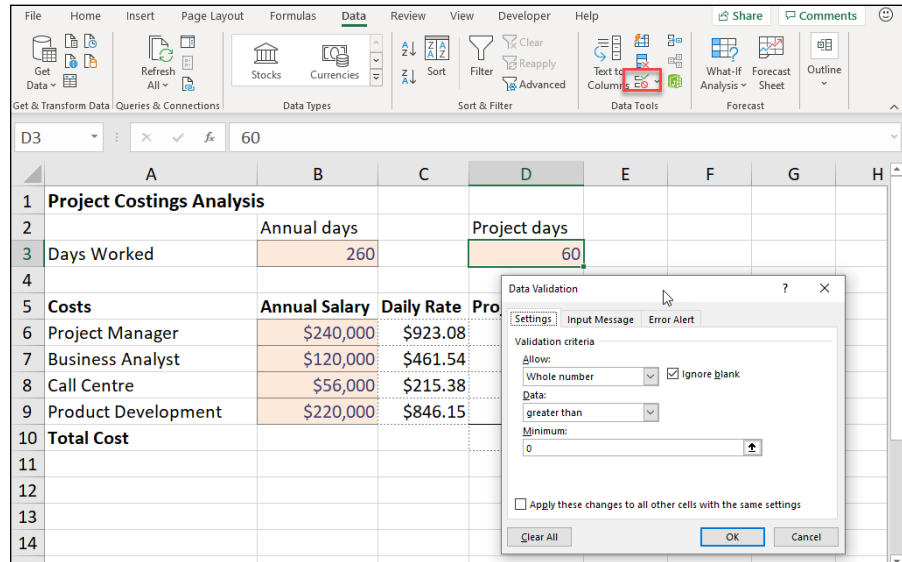 File Home Insert Page Layout Formulas Data Review View Developer Help Share Comments
Get Data
Refresh All
Stocks Currencies
Sort
Filter
Clear
Reapply
Advanced
Text to Columns
What-If Analysis
Forecast Sheet
Outline
Get & Transform Data Queries & Connections Data Types Sort & Filter Data Tools Forecast
D3 fx 60
A B C D E F G H
1 Project Costings Analysis
2 Annual days Project days
3 Days Worked 260 60
4
5 Costs Annual Salary Daily Rate Pro
6 Project Manager $240,000 $923.08
7 Business Analyst $120,000 $461.54
8 Call Centre $56,000 $215.38
9 Product Development $220,000 $846.15
10 Total Cost
11
12
13
14
Data Validation ? X
Settings Input Message Error Alert
Validation criteria
Allow:
Whole number Ignore blank
Data:
greater than
Minimum:
0
Apply these changes to all other cells with the same settings
Clear All OK Cancel